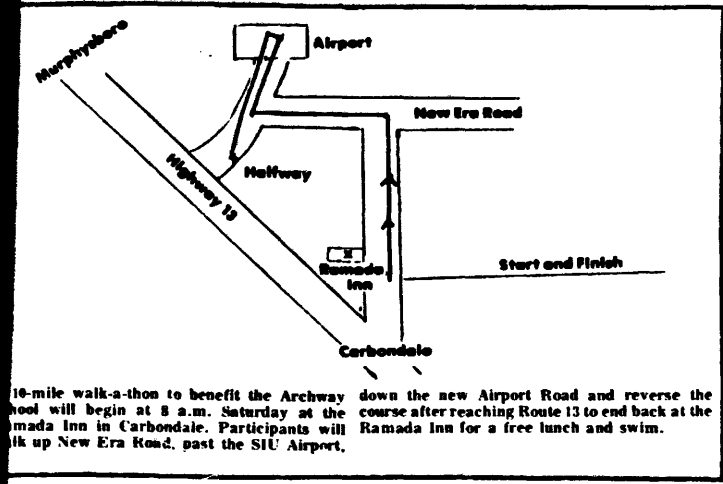 Murphysboro
Airport
New Era Road
Highway 13
Halfway
Ramada
Inn
Start and Finish
Carbondale
10-mile walk-a-thon to benefit the Archway
hool will begin at 8 a.m. Saturday at the
mada Inn in Carbondale. Participants will
lk up New Era Road, past the SIU Airport,
down the new Airport Road and reverse the
course after reaching Route 13 to end back at the
Ramada Inn for a free lunch and swim.